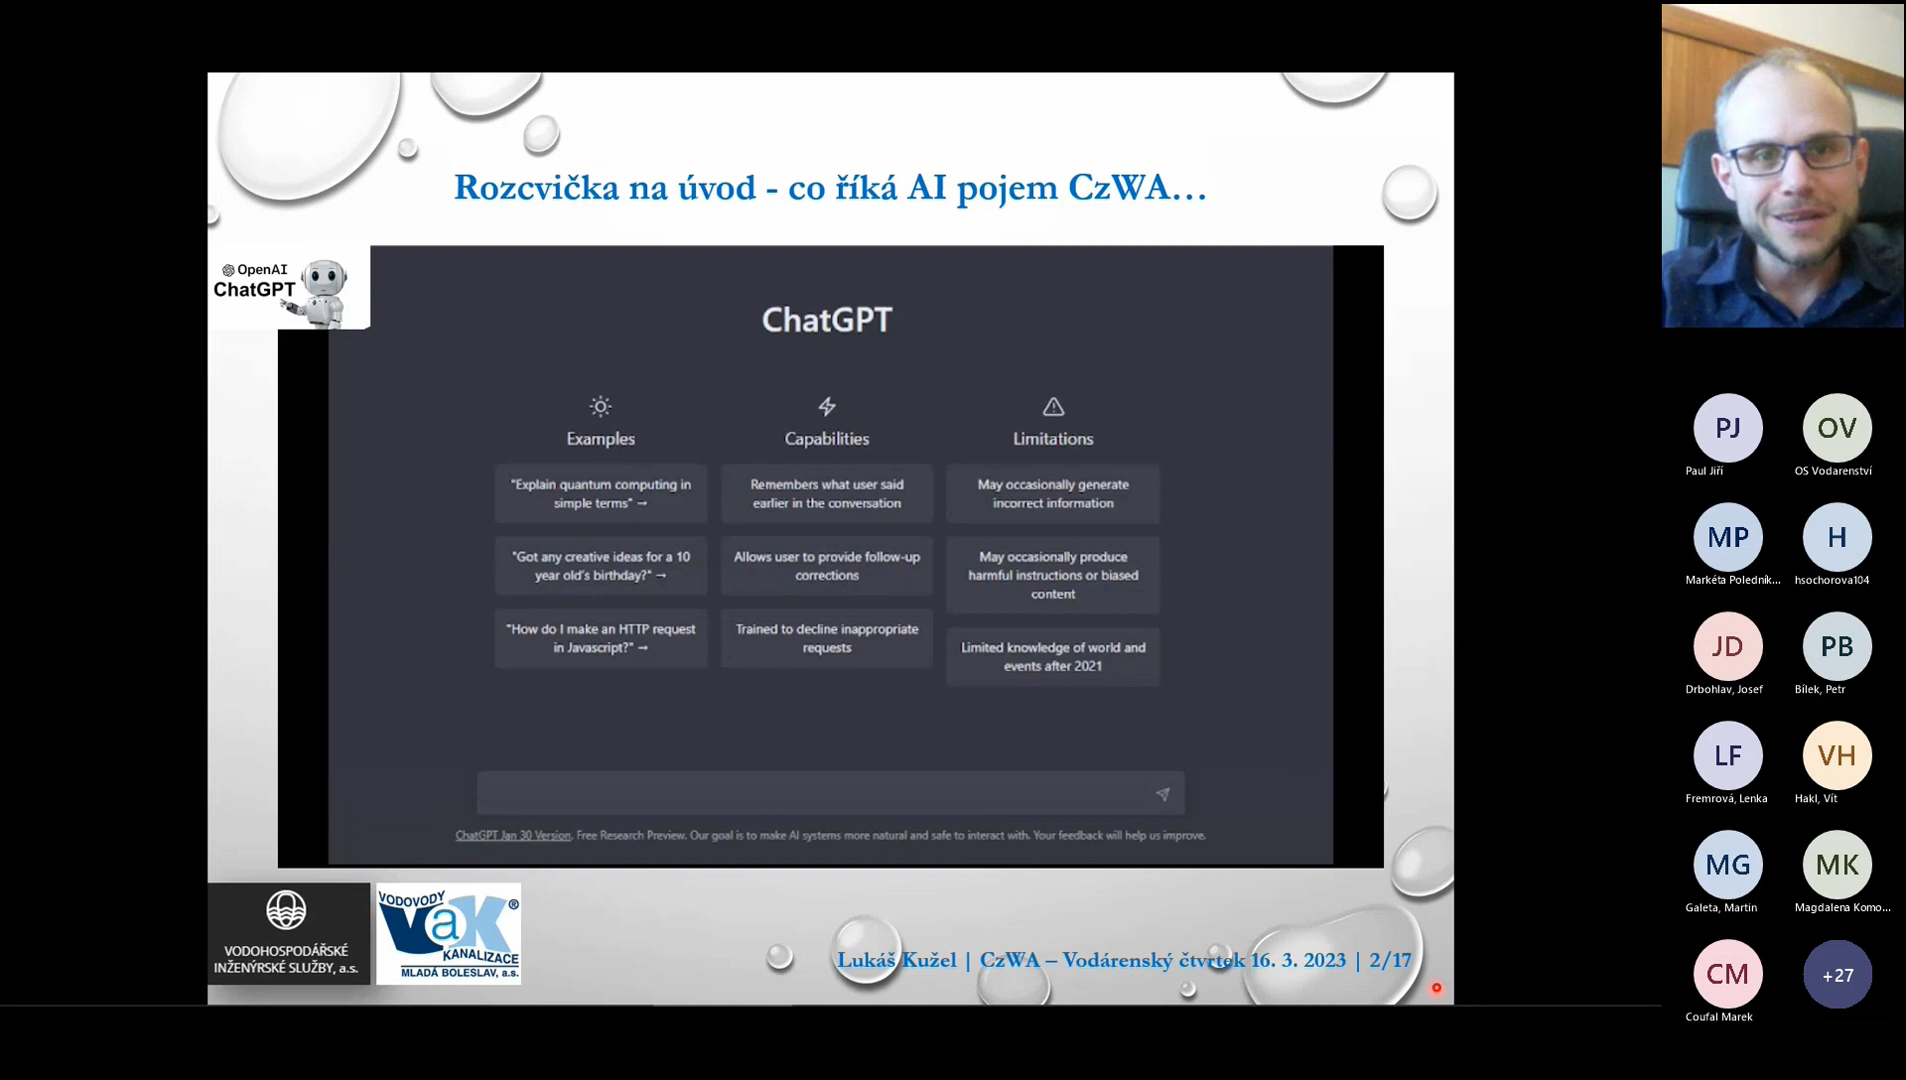 Rozcvička na úvod - co říká AI pojem CzWA…
OpenAI
ChatGPT
ChatGPT
Examples
"Explain quantum computing in
simple terms" →
"Got any creative ideas for a 10
year old's birthday?" →
"How do I make an HTTP request
in Javascript?" →
Capabilities
Remembers what user said
earlier in the conversation
Allows user to provide follow-up
corrections
Trained to decline inappropriate
requests
Limitations
May occasionally generate
incorrect information
May occasionally produce
harmful instructions or biased
content
Limited knowledge of world and
events after 2021
ChatGPT Jan 30 Version. Free Research Preview. Our goal is to make AI systems more natural and safe to interact with. Your feedback will help us improve.
VODOHOSPODÁŘSKÉ
INŽENÝRSKÉ SLUŽBY, a.s.
VODOVODY
VaK®
KANALIZACE
MLADÁ BOLESLAV, a.s.
Lukáš Kužel | CzWA – Vodárenský čtvrtek 16. 3. 2023 | 2/17
PJ
Paul Jiří
OV
OS Vodarenství
MP
Markéta Poledník...
H
hsochorova104
JD
Drbohlav, Josef
PB
Bílek, Petr
LF
Fremrová, Lenka
VH
Hakl, Vít
MG
Galeta, Martin
MK
Magdalena Komo...
CM
Coufal Marek
+27